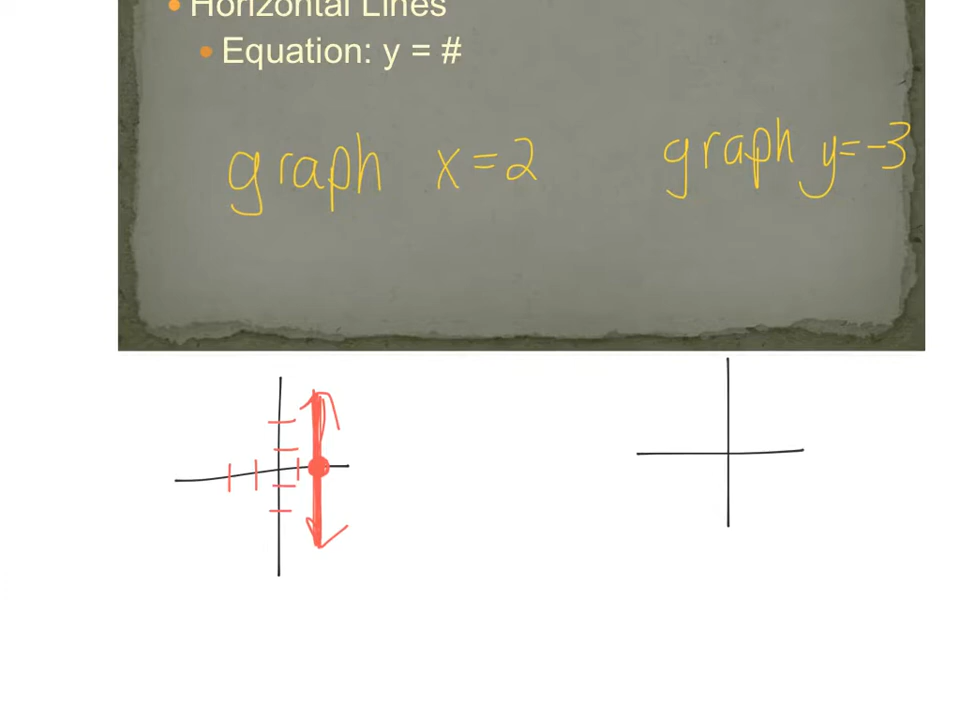 Horizontal Lines
Equation: y = #
graph x=2
graph y=-3